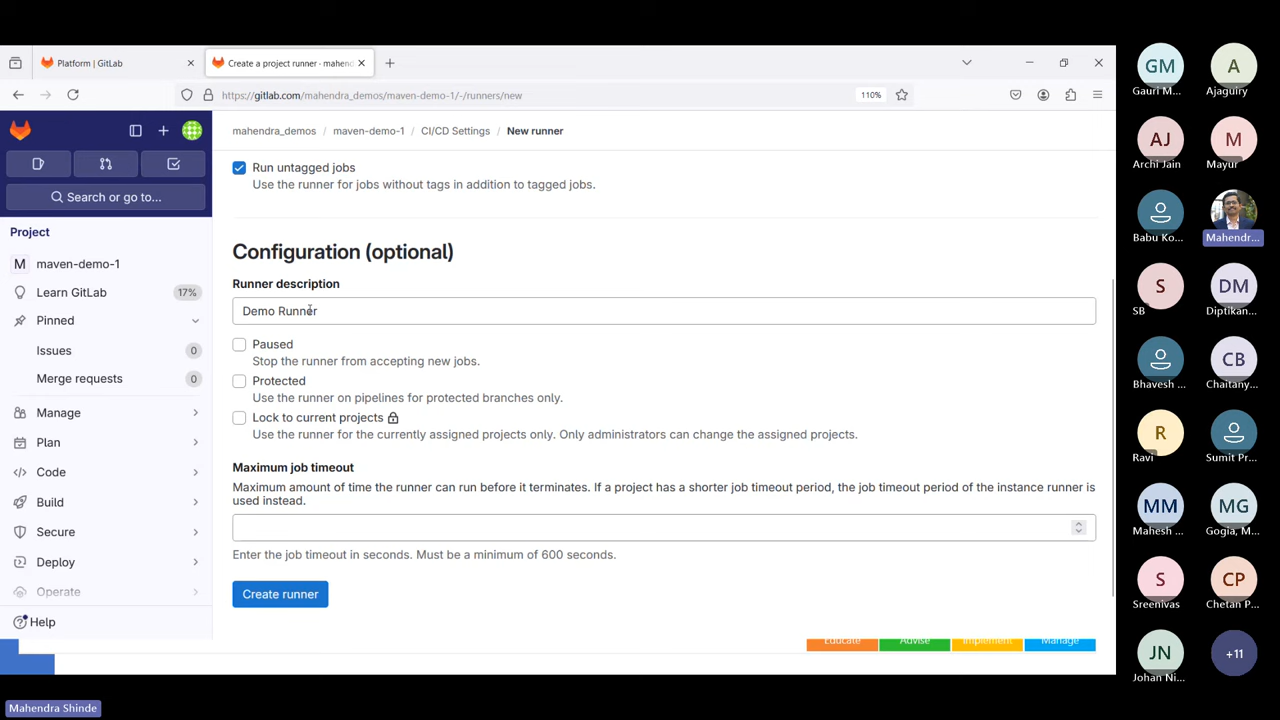 Platform | GitLab
Create a project runner - mahend
https://gitlab.com/mahendra_demos/maven-demo-1/-/runners/new
110%
mahendra_demos / maven-demo-1 / CI/CD Settings / New runner
Search or go to...
Project
M maven-demo-1
Learn GitLab 17%
Pinned
Issues 0
Merge requests 0
Manage
Plan
Code
Build
Secure
Deploy
Operate
Help
Run untagged jobs
Use the runner for jobs without tags in addition to tagged jobs.
Configuration (optional)
Runner description
Demo Runner
Paused
Stop the runner from accepting new jobs.
Protected
Use the runner on pipelines for protected branches only.
Lock to current projects
Use the runner for the currently assigned projects only. Only administrators can change the assigned projects.
Maximum job timeout
Maximum amount of time the runner can run before it terminates. If a project has a shorter job timeout period, the job timeout period of the instance runner is
used instead.
Enter the job timeout in seconds. Must be a minimum of 600 seconds.
Create runner
Educate Advise Implement Manage
GM A
Gauri M... Ajaguiry
AJ M
Archi Jain Mayur
Babu Ko... Mahendr...
S DM
SB Diptikan...
CB
Bhavesh ... Chaitany...
R
Ravi Sumit Pr...
MM MG
Mahesh ... Gogia, M...
S CP
Sreenivas Chetan P...
JN +11
Johan Ni...
Mahendra Shinde